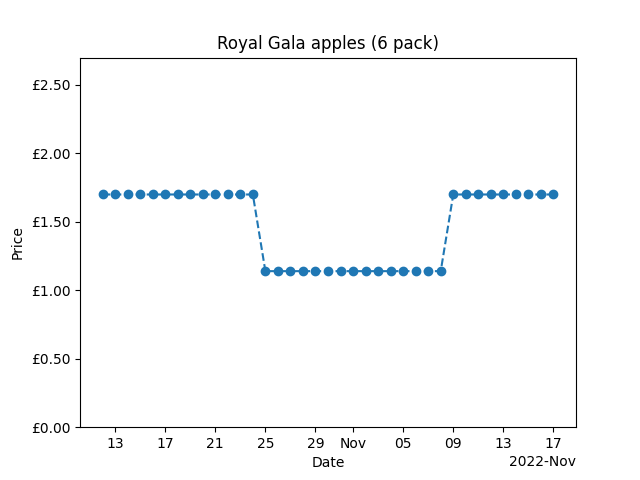 Royal Gala apples (6 pack)
£2.50
£2.00
£1.50
£1.00
£0.50
£0.00
Price
13 17 21 25 29 Nov 05 09 13 17
Date
2022-Nov